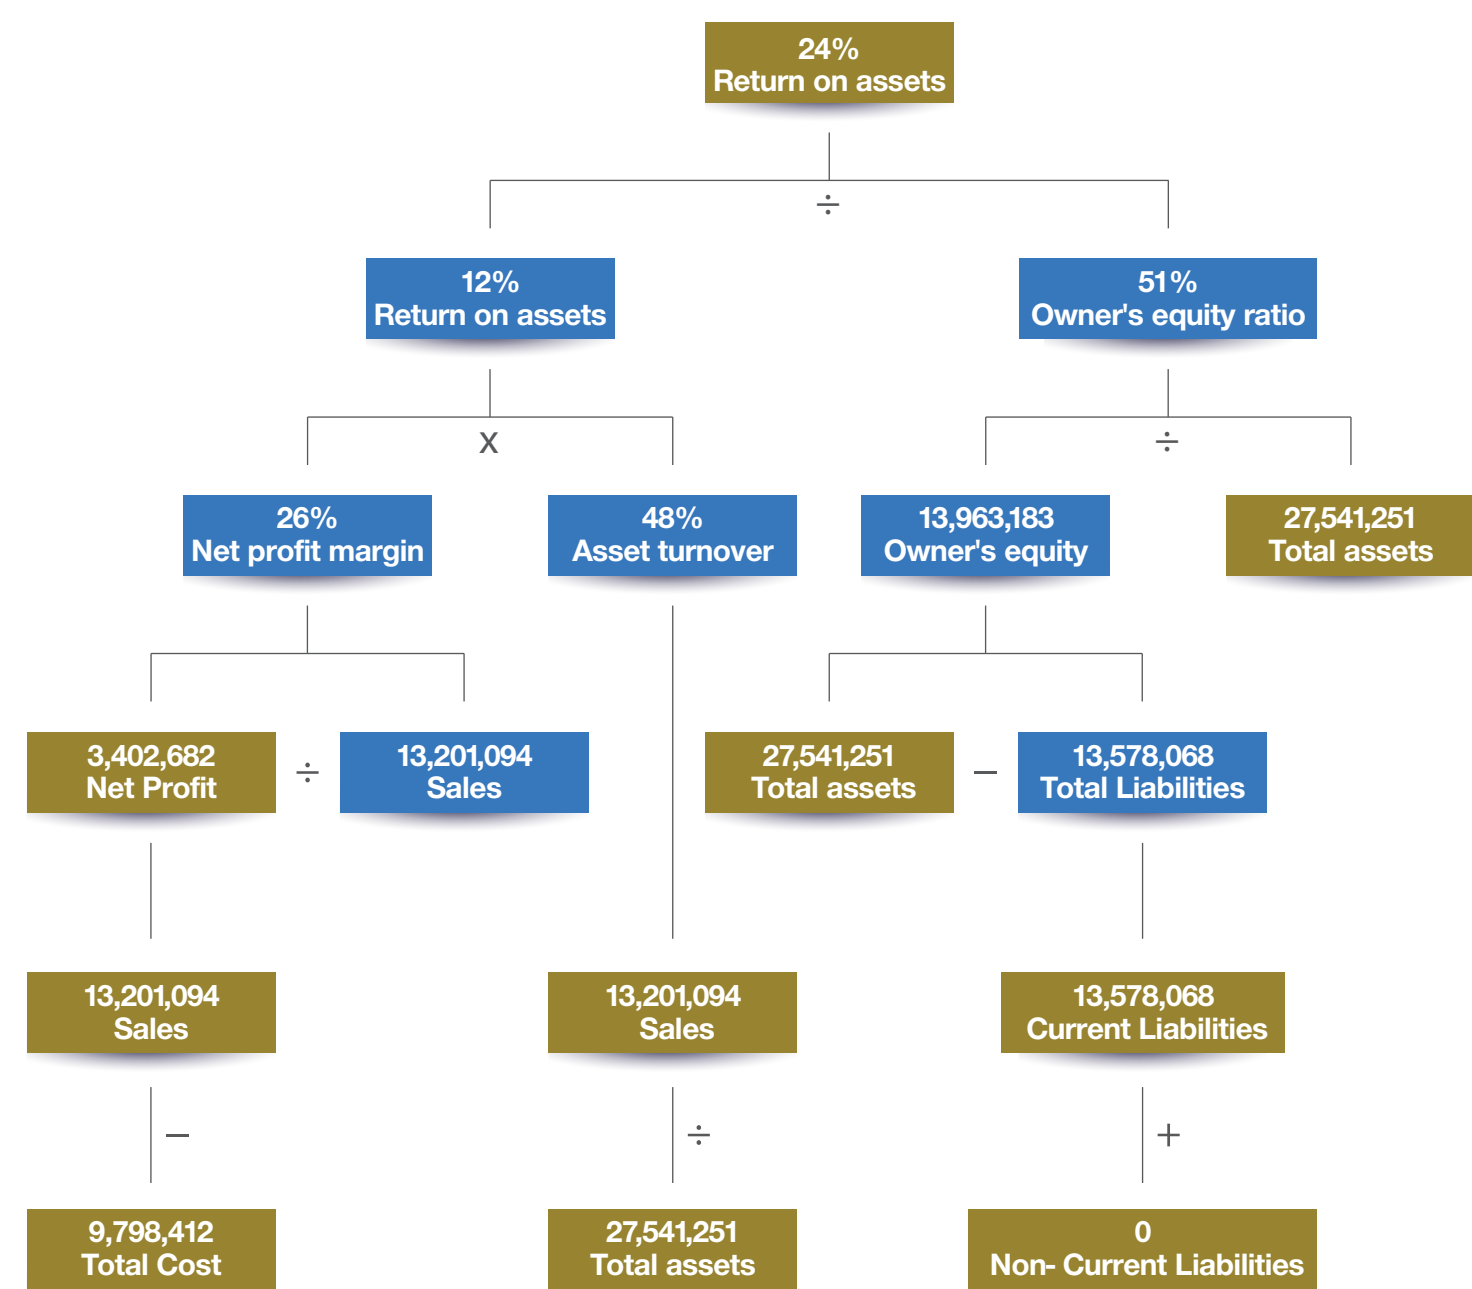 24%
Return on assets
÷
12%
Return on assets
51%
Owner's equity ratio
x
÷
26%
Net profit margin
48%
Asset turnover
13,963,183
Owner's equity
27,541,251
Total assets
3,402,682
Net Profit
÷
13,201,094
Sales
27,541,251
Total assets
–
13,578,068
Total Liabilities
13,201,094
Sales
13,201,094
Sales
13,578,068
Current Liabilities
–
÷
+
9,798,412
Total Cost
27,541,251
Total assets
0
Non- Current Liabilities